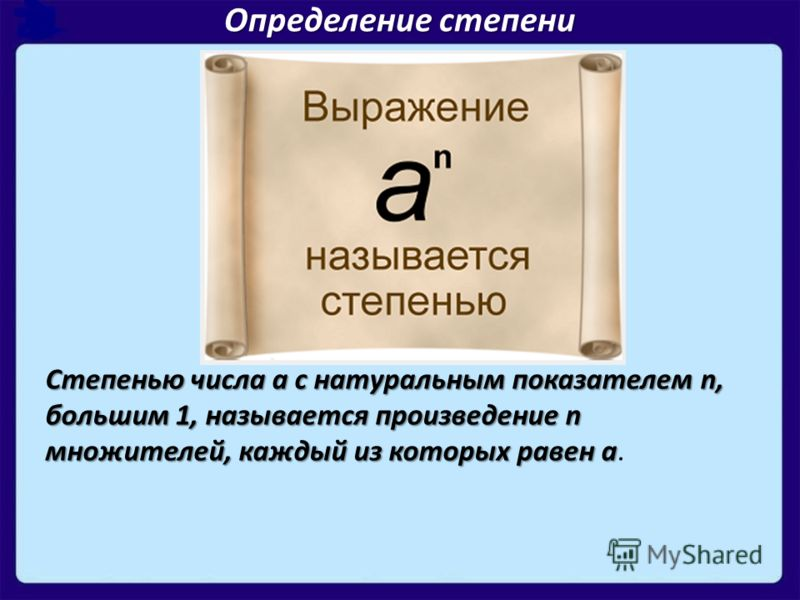 Определение степени
Выражение
aⁿ
называется
степенью
Степенью числа a с натуральным показателем n,
большим 1, называется произведение n
множителей, каждый из которых равен a.
MyShared